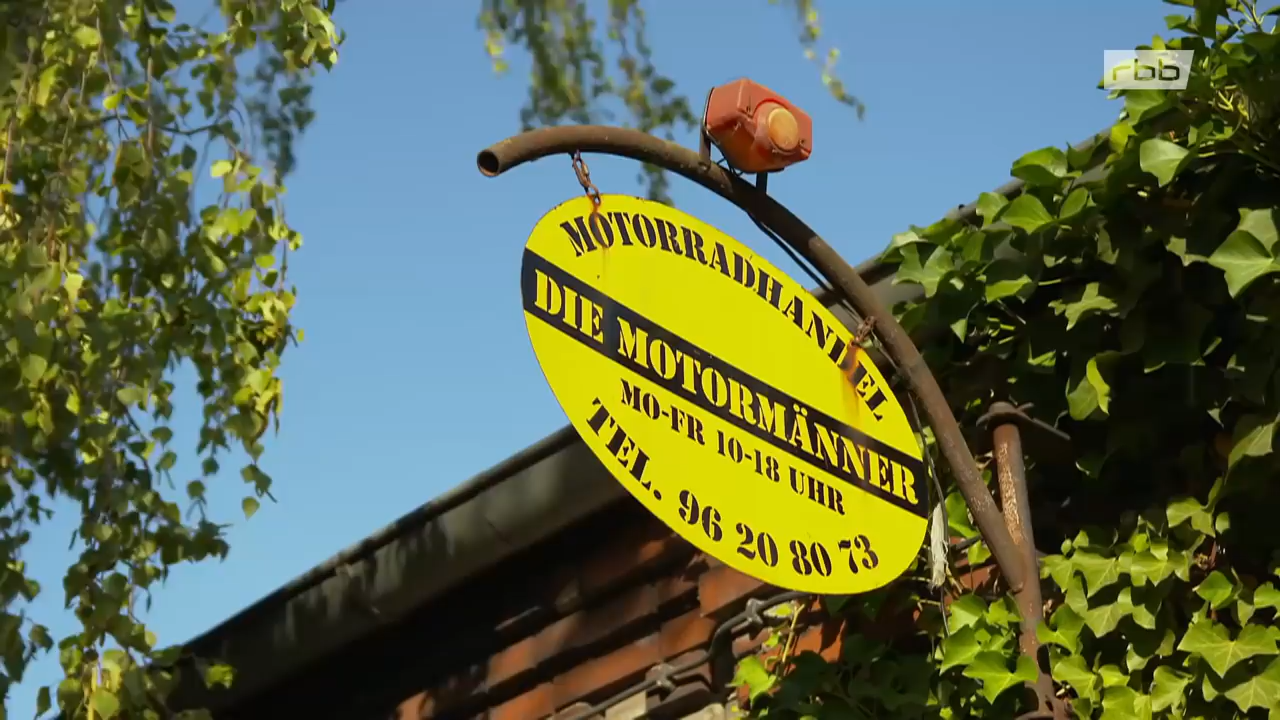 rbb
MOTORRADHANDEL
DIE MOTORMÄNNER
MO-FR 10-18 UHR
TEL. 96 20 80 73